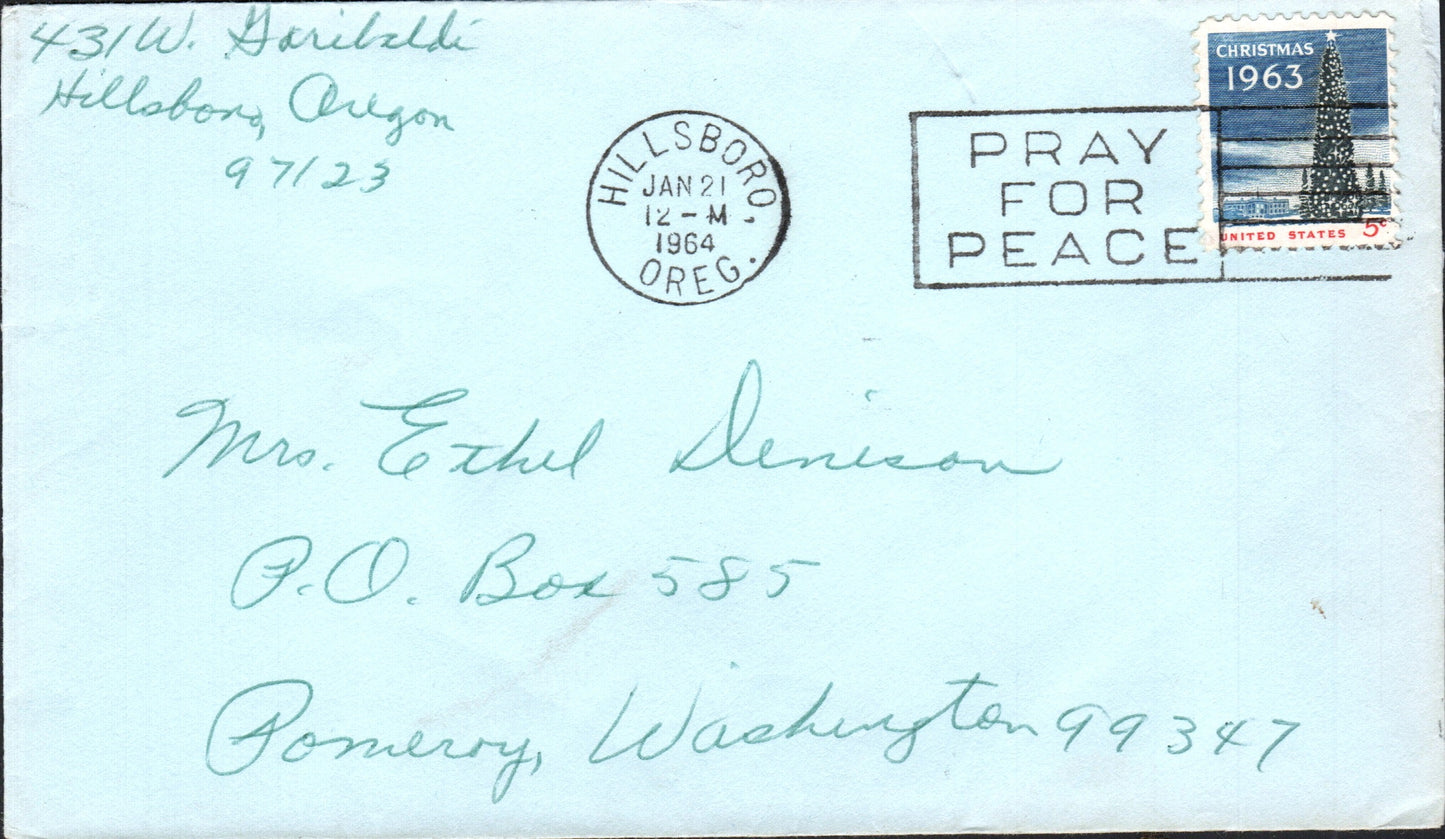 431 W. Garibaldi
Hillsboro, Oregon
97123
HILLSBORO,
JAN 21
12 - M
1964
OREG.
PRAY
FOR
PEACE
CHRISTMAS
1963
UNITED STATES 5c
Mrs. Ethel Denison
P.O. Box 585
Pomeroy, Washington 99347